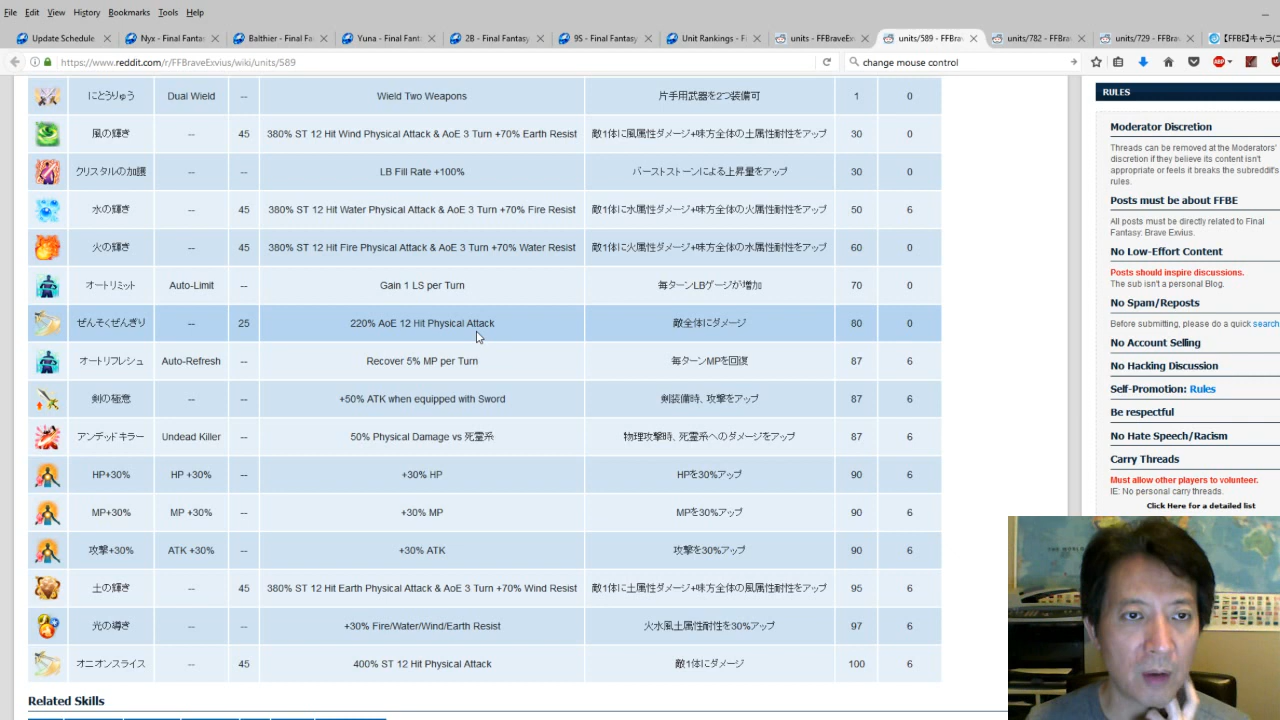 File Edit View History Bookmarks Tools Help
Update Schedule
Nyx - Final Fantas
Balthier - Final Fa
Yuna - Final Fant
2B - Final Fantasy
9S - Final Fantasy
Unit Rankings - Fi
units - FFBraveEx
units/589 - FFBrav
units/782 - FFBra
units/729 - FFBra
https://www.reddit.com/r/FFBraveExvius/wiki/units/589
change mouse control
にとうりゅう Dual Wield -- Wield Two Weapons 片手用武器を2つ装備可 1 0
風の輝き -- 45 380% ST 12 Hit Wind Physical Attack & AoE 3 Turn +70% Earth Resist 敵1体に風属性ダメージ+味方全体の土属性耐性をアップ 30 0
クリスタルの加護 -- LB Fill Rate +100% バーストストーンによる上昇量をアップ 30 0
水の輝き -- 45 380% ST 12 Hit Water Physical Attack & AoE 3 Turn +70% Fire Resist 敵1体に水属性ダメージ+味方全体の火属性耐性をアップ 50 6
火の輝き -- 45 380% ST 12 Hit Fire Physical Attack & AoE 3 Turn +70% Water Resist 敵1体に火属性ダメージ+味方全体の水属性耐性をアップ 60 0
オートリミット Auto-Limit -- Gain 1 LS per Turn 毎ターンLBゲージが増加 70 0
ぜんそくぜんぎり -- 25 220% AoE 12 Hit Physical Attack 敵全体にダメージ 80 0
オートリフレシュ Auto-Refresh -- Recover 5% MP per Turn 毎ターンMPを回復 87 6
剣の極意 -- -- +50% ATK when equipped with Sword 剣装備時、攻撃をアップ 87 6
アンデッドキラー Undead Killer -- 50% Physical Damage vs 死霊系 物理攻撃時、死霊系へのダメージをアップ 87 6
HP+30% HP +30% -- +30% HP HPを30%アップ 90 6
MP+30% MP +30% -- +30% MP MPを30%アップ 90 6
攻撃+30% ATK +30% -- +30% ATK 攻撃を30%アップ 90 6
土の輝き -- 45 380% ST 12 Hit Earth Physical Attack & AoE 3 Turn +70% Wind Resist 敵1体に土属性ダメージ+味方全体の風属性耐性をアップ 95 6
光の導き -- -- +30% Fire/Water/Wind/Earth Resist 火水風土属性耐性を30%アップ 97 6
オニオンスライス -- 45 400% ST 12 Hit Physical Attack 敵1体にダメージ 100 6
Related Skills
RULES
Moderator Discretion
Threads can be removed at the Moderators'
discretion if they believe its content isn't
appropriate or feels it breaks the subreddit's
rules.
Posts must be about FFBE
All posts must be directly related to Final
Fantasy: Brave Exvius.
No Low-Effort Content
Posts should inspire discussions.
The sub isn't a personal Blog.
No Spam/Reposts
Before submitting, please do a quick search
No Account Selling
No Hacking Discussion
Self-Promotion: Rules
Be respectful
No Hate Speech/Racism
Carry Threads
Must allow other players to volunteer.
IE: No personal carry threads.
Click Here for a detailed list